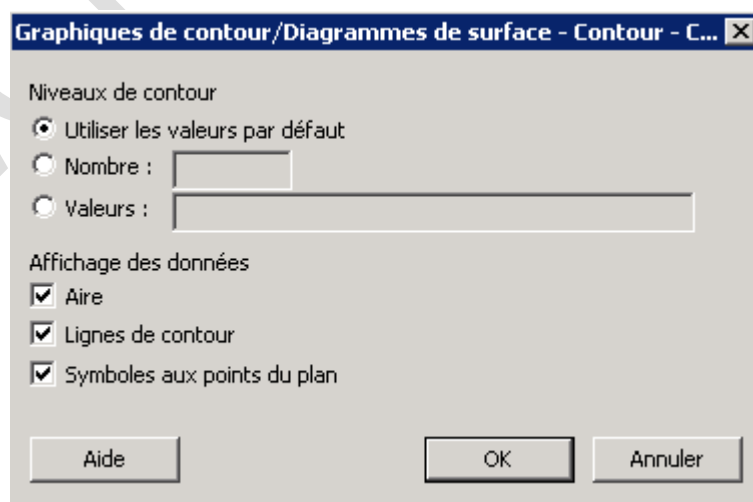 Graphiques de contour/Diagrammes de surface - Contour - C...
Niveaux de contour
Utiliser les valeurs par défaut
Nombre :
Valeurs :
Affichage des données
Aire
Lignes de contour
Symboles aux points du plan
Aide OK Annuler